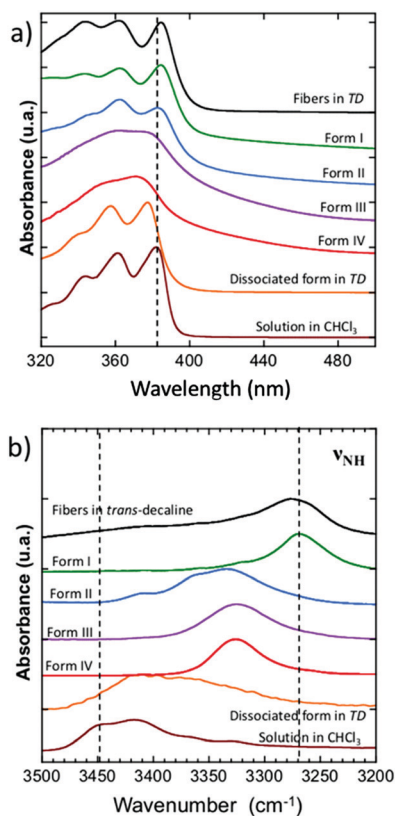 a)
Absorbance (u.a.)
Fibers in TD
Form I
Form II
Form III
Form IV
Dissociated form in TD
Solution in CHCl₃
320 360 400 440 480
Wavelength (nm)
b)
νNH
Absorbance (u.a.)
Fibers in trans-decaline
Form I
Form II
Form III
Form IV
Dissociated form in TD
Solution in CHCl₃
3500 3450 3400 3350 3300 3250 3200
Wavenumber (cm⁻¹)